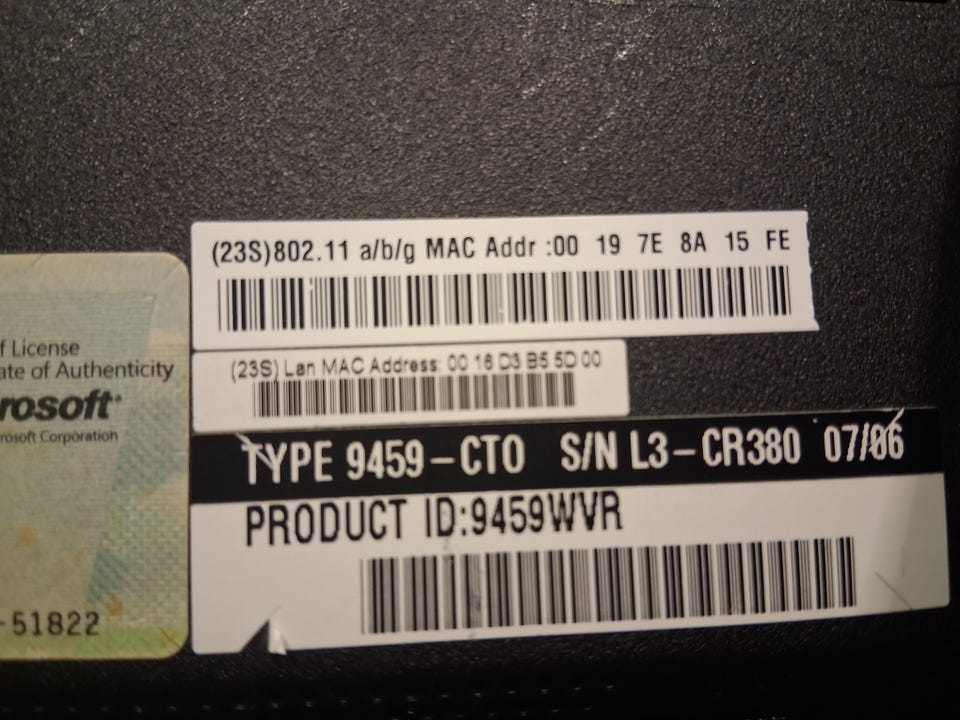 (23S)802.11 a/b/g MAC Addr :00 19 7E 8A 15 FE
(23S) Lan MAC Address: 00 16 D3 B5 5D 00
TYPE 9459-CTO S/N L3-CR380 07/06
PRODUCT ID:9459WVR
f License
ate of Authenticity
rosoft
rosoft Corporation
-51822